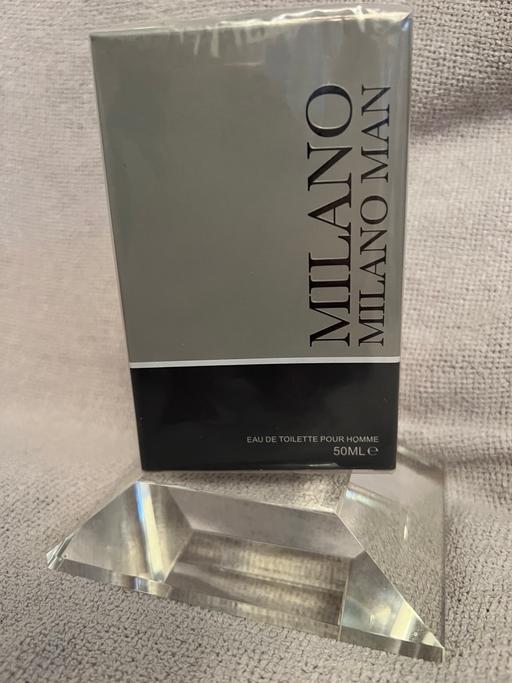 MILANO
MILANO MAN
EAU DE TOILETTE POUR HOMME
50ML ℮